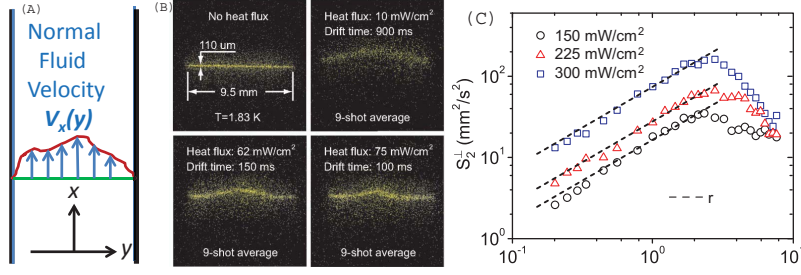 (A)
Normal
Fluid
Velocity
Vx(y)
x
y
(B)
No heat flux
110 um
9.5 mm
T=1.83 K
Heat flux: 10 mW/cm²
Drift time: 900 ms
9-shot average
Heat flux: 62 mW/cm²
Drift time: 150 ms
9-shot average
Heat flux: 75 mW/cm²
Drift time: 100 ms
9-shot average
(C)
S₂⊥ (mm²/s²)
10²
10¹
10⁰
150 mW/cm²
225 mW/cm²
300 mW/cm²
r
10⁻¹ 10⁰ 10¹